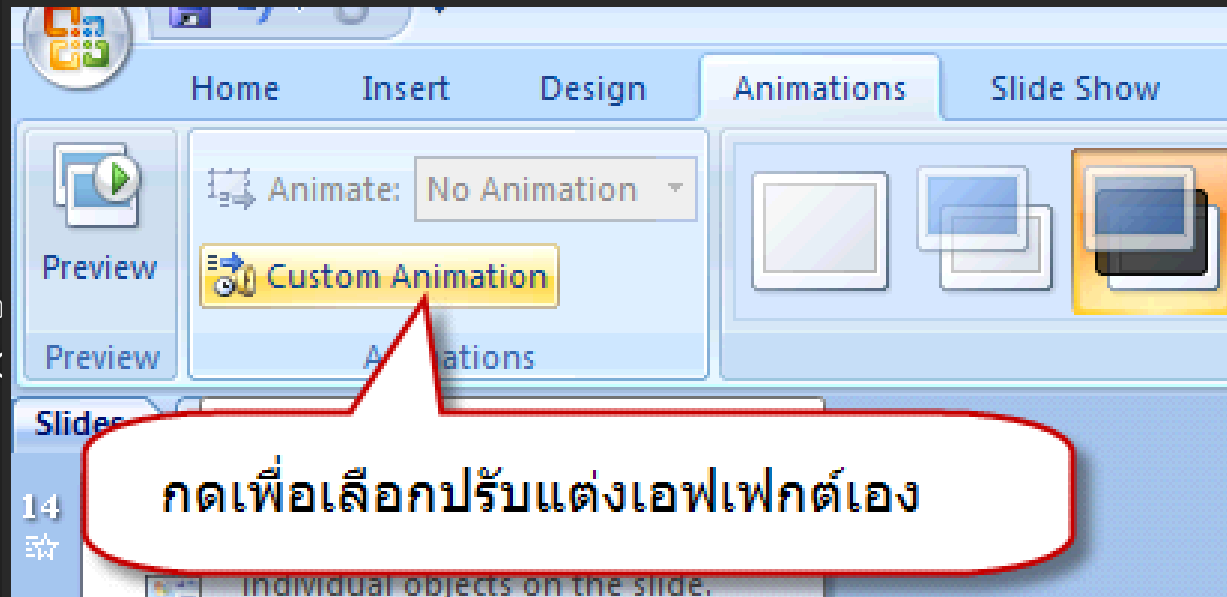 Home Insert Design Animations Slide Show
Animate: No Animation
Preview
Custom Animation
Preview
Slides
กดเพื่อเลือกปรับแต่งเอฟเฟกต์เอง
14
individual objects on the slide.